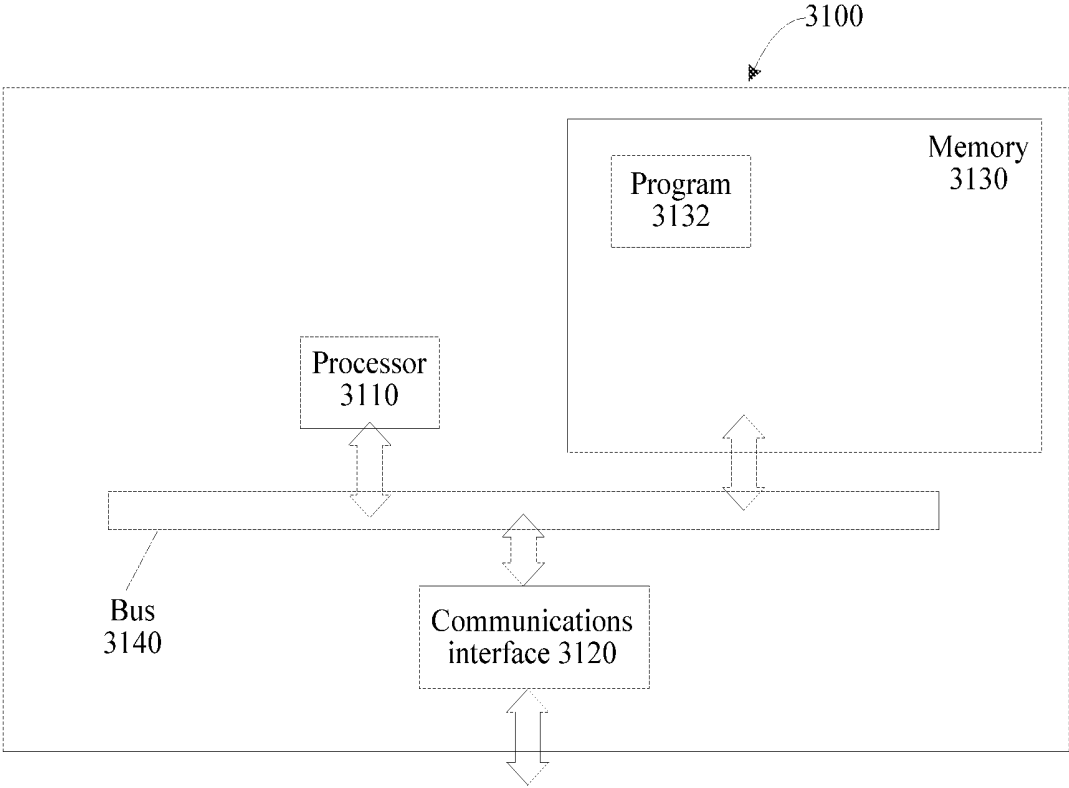 3100
Memory
3130
Program
3132
Processor
3110
Bus
3140
Communications
interface 3120